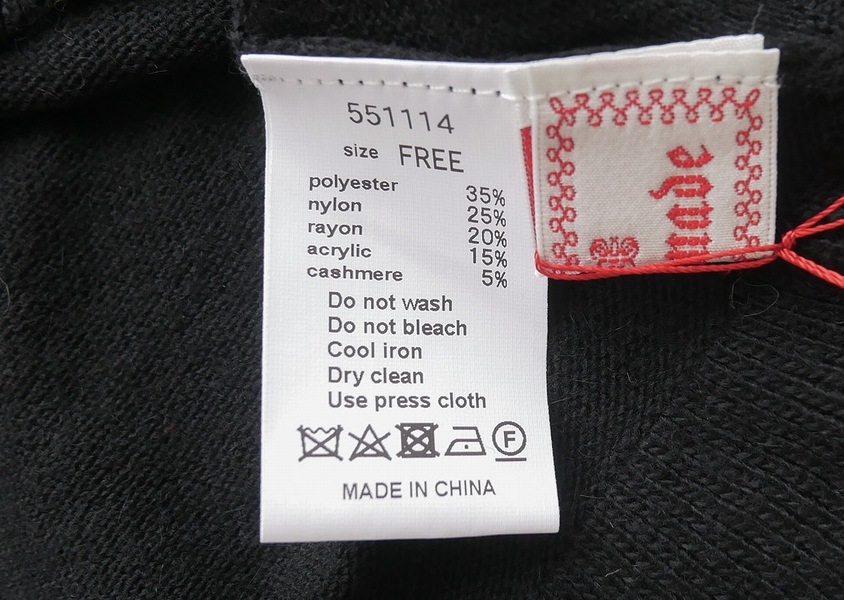 551114
size FREE
polyester 35%
nylon 25%
rayon 20%
acrylic 15%
cashmere 5%
Do not wash
Do not bleach
Cool iron
Dry clean
Use press cloth
F
MADE IN CHINA